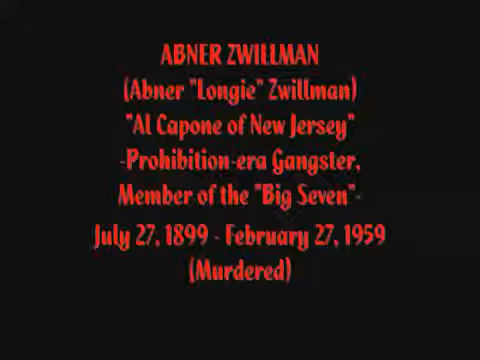 ABNER ZWILLMAN
(Abner "Longie" Zwillman)
"Al Capone of New Jersey"
-Prohibition-era Gangster,
Member of the "Big Seven"-
July 27, 1899 - February 27, 1959
(Murdered)